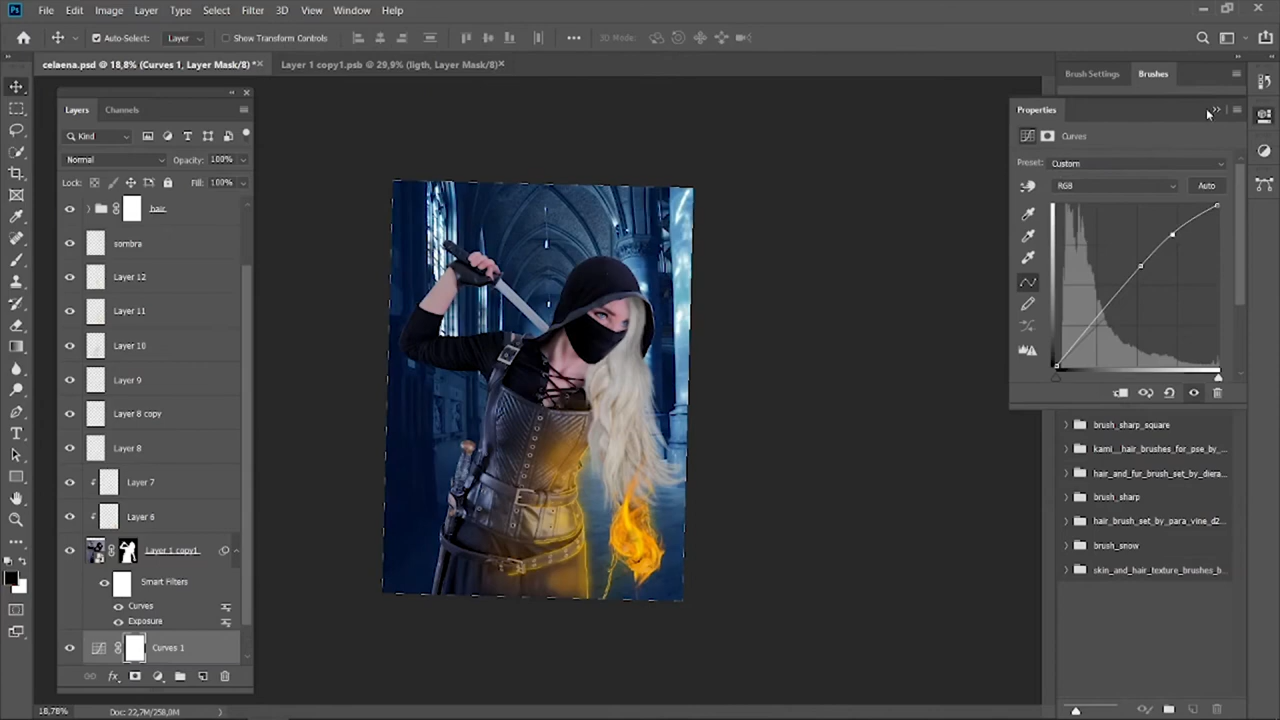 Ps File Edit Image Layer Type Select Filter 3D View Window Help
Auto-Select: Layer Show Transform Controls 3D Mode:
celaena.psd @ 18,8% (Curves 1, Layer Mask/8) * Layer 1 copy1.psb @ 29,9% (ligth, Layer Mask/8)
Brush Settings Brushes
Layers Channels
Properties
Kind
Curves
Normal Opacity: 100%
Preset: Custom
Lock: Fill: 100%
RGB Auto
hair
sombra
Layer 12
Layer 11
Layer 10
Layer 9
Layer 8 copy
Layer 8
Layer 7
Layer 6
Layer 1 copy1
Smart Filters
Curves
Exposure
Curves 1
brush_sharp_square
kami__hair_brushes_for_pse_by_...
hair_and_fur_brush_set_by_diera...
brush_sharp
hair_brush_set_by_para_vine_d2...
brush_snow
skin_and_hair_texture_brushes_b...
18,78% Doc: 22,7M/258,0M